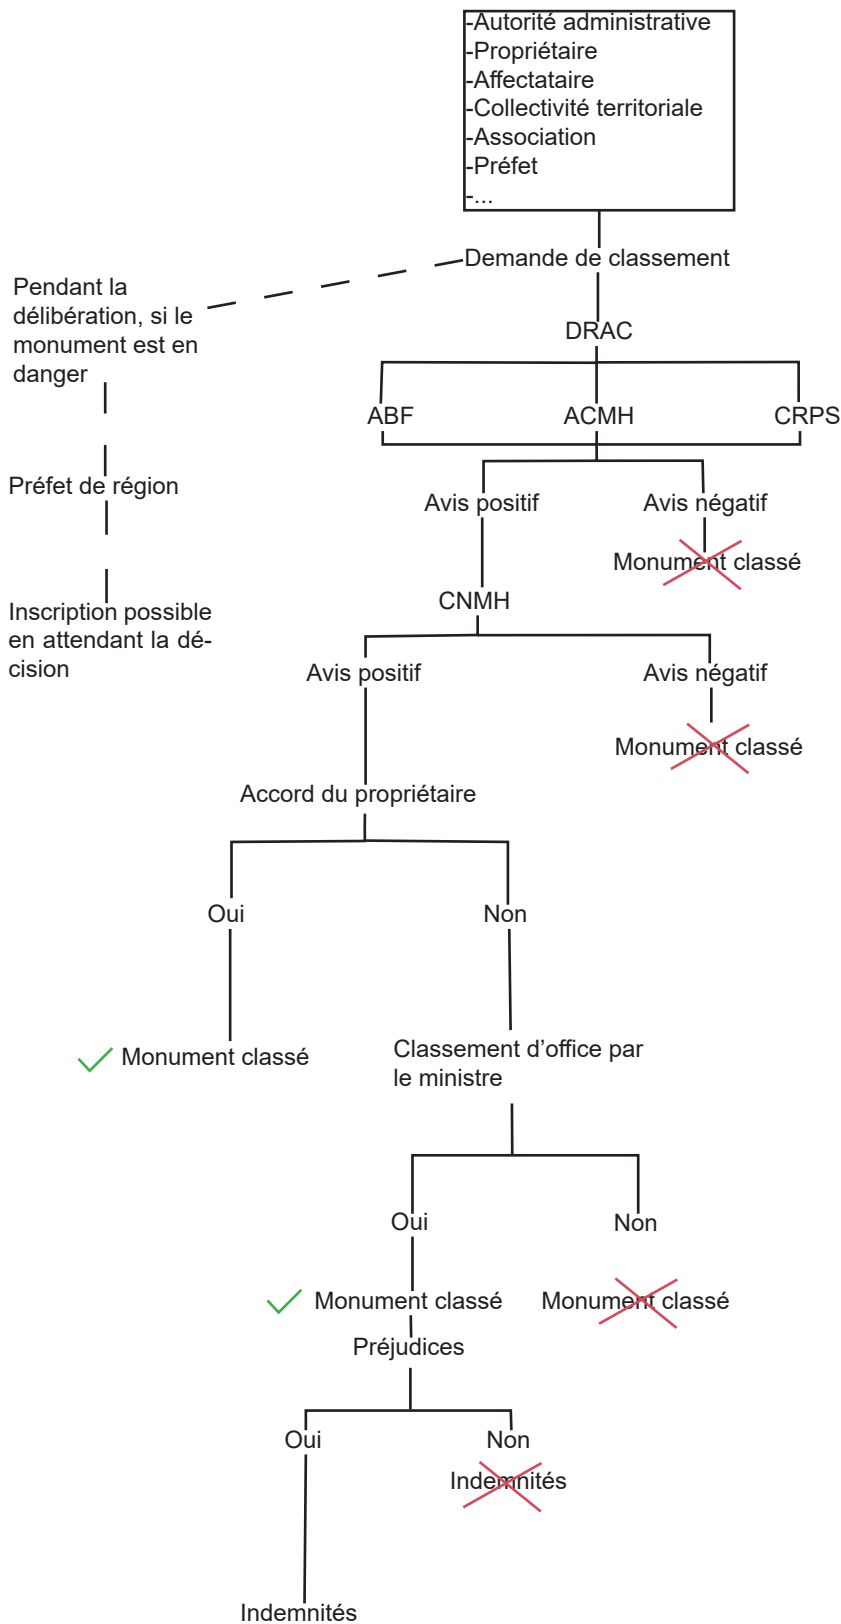 -Autorité administrative
-Propriétaire
-Affectataire
-Collectivité territoriale
-Association
-Préfet
-...
Demande de classement
Pendant la
délibération, si le
monument est en
danger
DRAC
ABF
ACMH
CRPS
Préfet de région
Avis positif
Avis négatif
Monument classé
CNMH
Inscription possible
en attendant la dé-
cision
Avis positif
Avis négatif
Monument classé
Accord du propriétaire
Oui
Non
Monument classé
Classement d’office par
le ministre
Oui
Non
Monument classé
Monument classé
Préjudices
Oui
Non
Indemnités
Indemnités